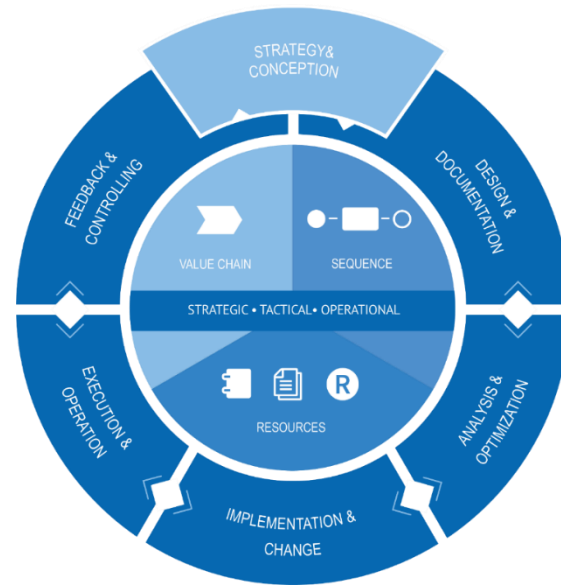 STRATEGY&
CONCEPTION
DESIGN &
DOCUMENTATION
ANALYSIS &
OPTIMIZATION
IMPLEMENTATION &
CHANGE
EXECUTION &
OPERATION
FEEDBACK &
CONTROLLING
VALUE CHAIN
SEQUENCE
STRATEGIC • TACTICAL• OPERATIONAL
R
RESOURCES